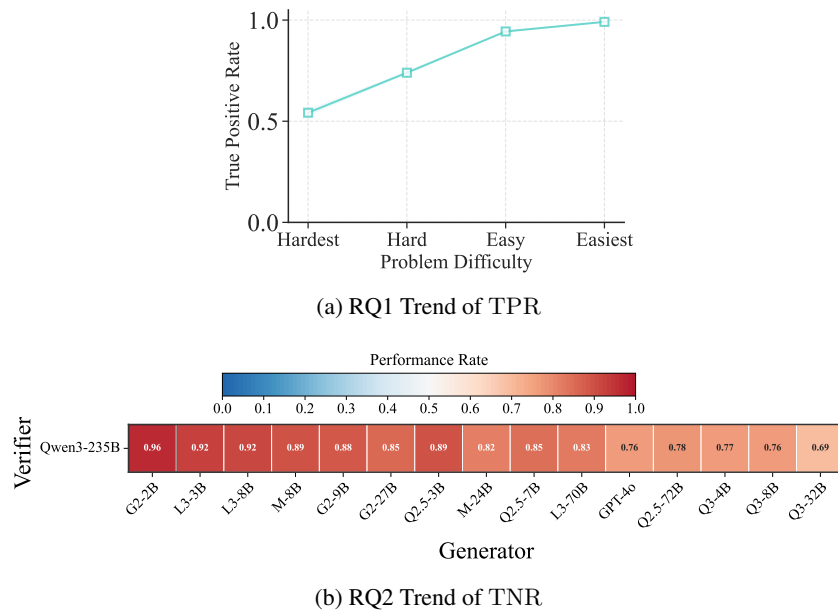 1.0
0.5
0.0
True Positive Rate
Hardest Hard Easy Easiest
Problem Difficulty
(a) RQ1 Trend of TPR
Performance Rate
0.0 0.1 0.2 0.3 0.4 0.5 0.6 0.7 0.8 0.9 1.0
Verifier
Qwen3-235B 0.96 0.92 0.92 0.89 0.88 0.85 0.89 0.82 0.85 0.83 0.76 0.78 0.77 0.76 0.69
G2-2B L3-3B L3-8B M-8B G2-9B G2-27B Q2.5-3B M-24B Q2.5-7B L3-70B GPT-4o Q2.5-72B Q3-4B Q3-8B Q3-32B
Generator
(b) RQ2 Trend of TNR